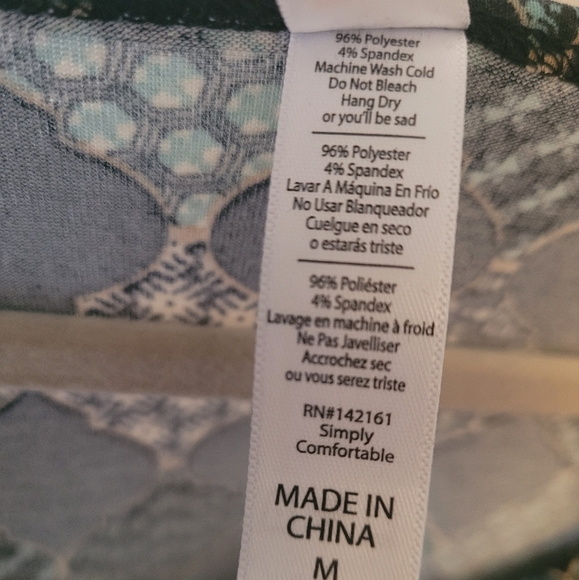 96% Polyester
4% Spandex
Machine Wash Cold
Do Not Bleach
Hang Dry
or you'll be sad
96% Polyester
4% Spandex
Lavar A Máquina En Frío
No Usar Blanqueador
Cuelgue en seco
o estarás triste
96% Poliéster
4% Spandex
Lavage en machine à froid
Ne Pas Javelliser
Accrochez sec
ou vous serez triste
RN#142161
Simply
Comfortable
MADE IN
CHINA
M